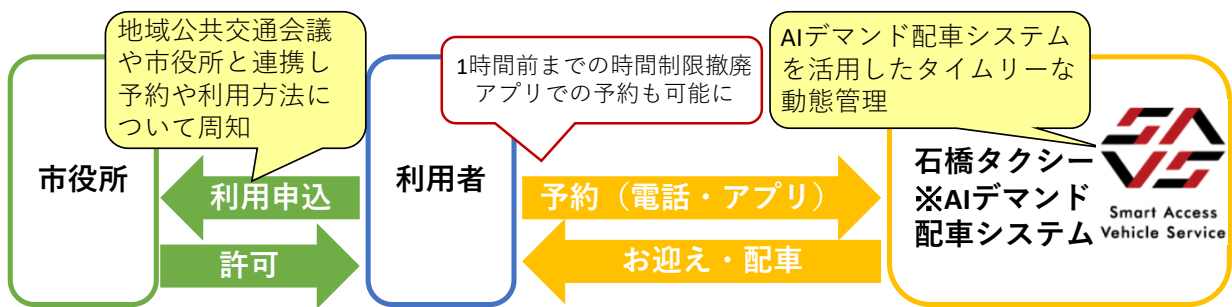 地域公共交通会議
や市役所と連携し
予約や利用方法に
ついて周知
1時間前までの時間制限撤廃
アプリでの予約も可能に
AIデマンド配車システム
を活用したタイムリーな
動態管理
市役所
利用申込
許可
利用者
予約（電話・アプリ）
お迎え・配車
石橋タクシー
※AIデマンド
配車システム
SAVS
Smart Access
Vehicle Service